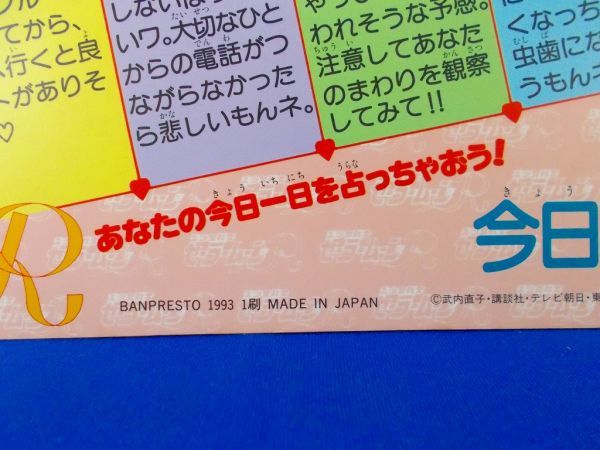 てから、
行くと良
トがありそ
♡
しないほう
いワ。大切なひと
からの電話がつ
ながらなかった
ら悲しいもんネ。
われそうな予感。
注意してあなた
のまわりを観察
してみて!!
くなっち
虫歯にな
うもんネ
あなたの今日一日を占っちゃおう!
R
今日
BANPRESTO 1993 1刷 MADE IN JAPAN
©武内直子・講談社・テレビ朝日・東